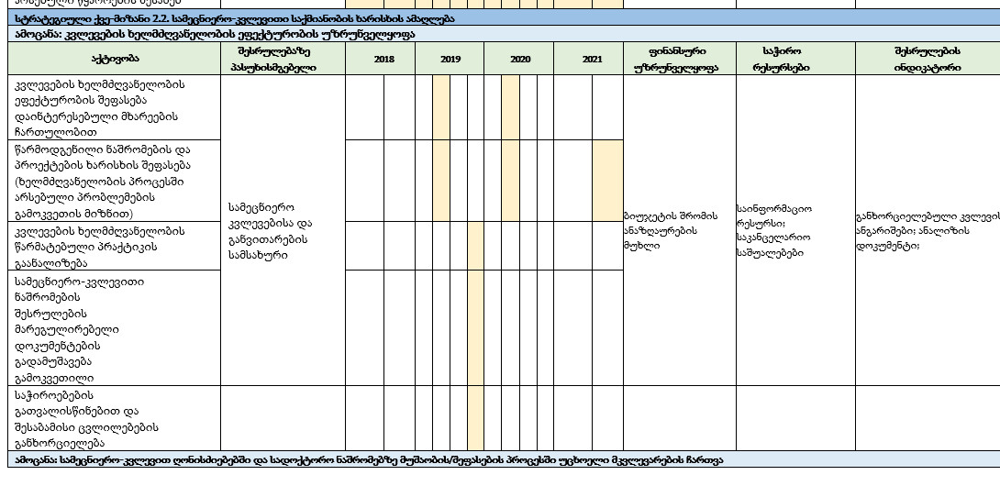 სტრატეგიული ქვე-მიზანი 2.2. სამეცნიერო-კვლევითი საქმიანობის ხარისხის ამაღლება
ამოცანა: კვლევების ხელმძღვანელობის ეფექტურობის უზრუნველყოფა
აქტივობა
შესრულებაზე
პასუხისმგებელი
2018
2019
2020
2021
ფინანსური
უზრუნველყოფა
საჭირო
რესურსები
შესრულების
ინდიკატორი
კვლევების ხელმძღვანელობის
ეფექტურობის შეფასება
დაინტერესებული მხარეების
ჩართულობით
წარმოდგენილი ნაშრომების და
პროექტების ხარისხის შეფასება
(ხელმძღვანელობის პროცესში
არსებული პრობლემების
გამოკვეთის მიზნით)
კვლევების ხელმძღვანელობის
წარმატებული პრაქტიკის
გაანალიზება
სამეცნიერო-კვლევითი
ნაშრომების
შესრულების
მარეგულირებელი
დოკუმენტების
გადამუშავება
გამოკვეთილი
საჭიროებების
გათვალისწინებით და
შესაბამისი ცვლილებების
განხორციელება
სამეცნიერო
კვლევებისა და
განვითარების
სამსახური
ბიუჯეტის შრომის
ანაზღაურების
მუხლი
საინფორმაციო
რესურსი;
საკანცელარიო
საშუალებები
განხორციელებული კვლევის
ანგარიშები; ანალიზის
დოკუმენტი;
ამოცანა: სამეცნიერო-კვლევით ღონისძიებებში და სადოქტორო ნაშრომებზე მუშაობის/შეფასების პროცესში უცხოელი მკვლევარების ჩართვა